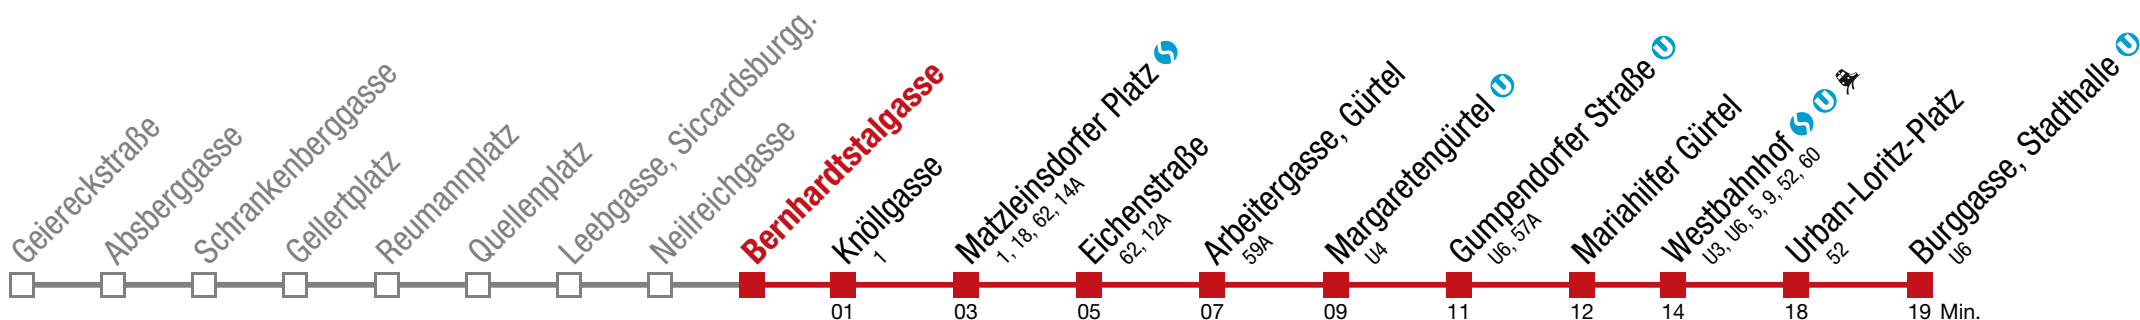 Geiereckstraße
Absberggasse
Schrankenberggasse
Gellertplatz
Reumannplatz
Quellenplatz
Leebgasse, Siccardsburgg.
Neilreichgasse
Bernhardtstalgasse
Knöllgasse
1
Matzleinsdorfer Platz S
1, 18, 62, 14A
Eichenstraße
62, 12A
Arbeitergasse, Gürtel
59A
Margaretengürtel U
U4
Gumpendorfer Straße U
U6, 57A
Mariahilfer Gürtel
Westbahnhof S U
U3, U6, 5, 9, 52, 60
Urban-Loritz-Platz
52
Burggasse, Stadthalle U
U6
01 03 05 07 09 11 12 14 18 19 Min.